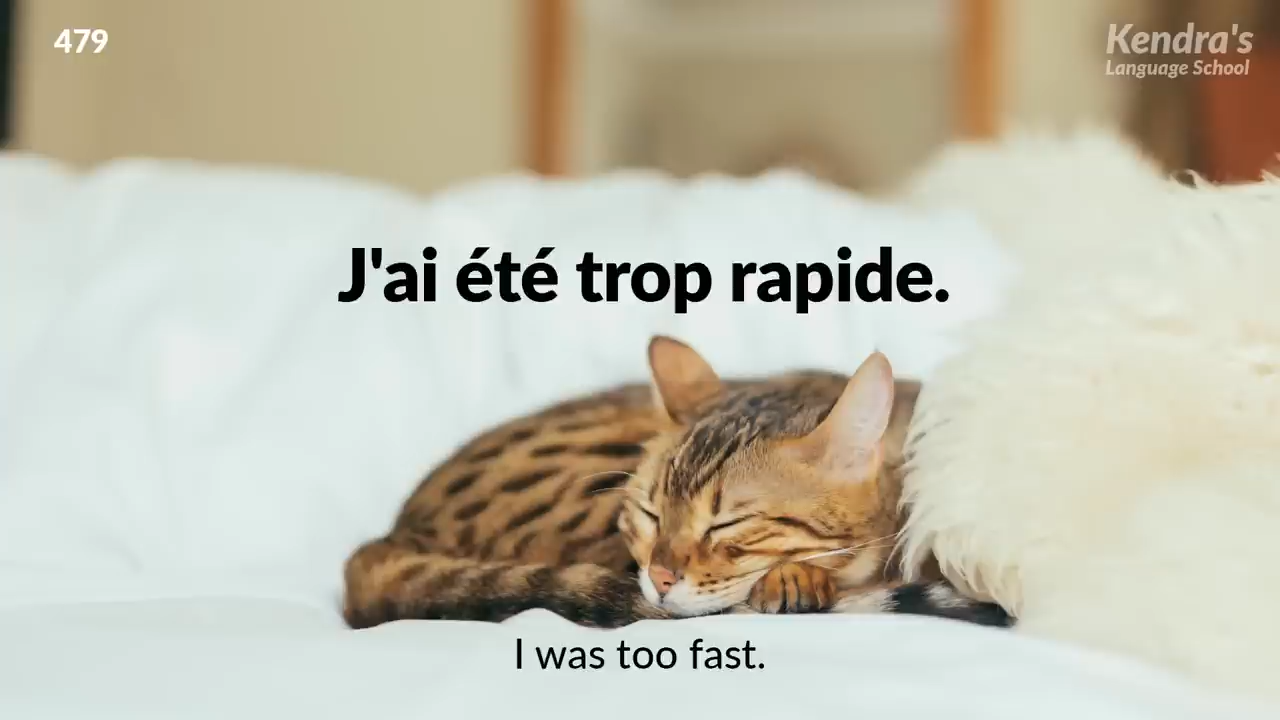 479
Kendra's
Language School
J'ai été trop rapide.
I was too fast.